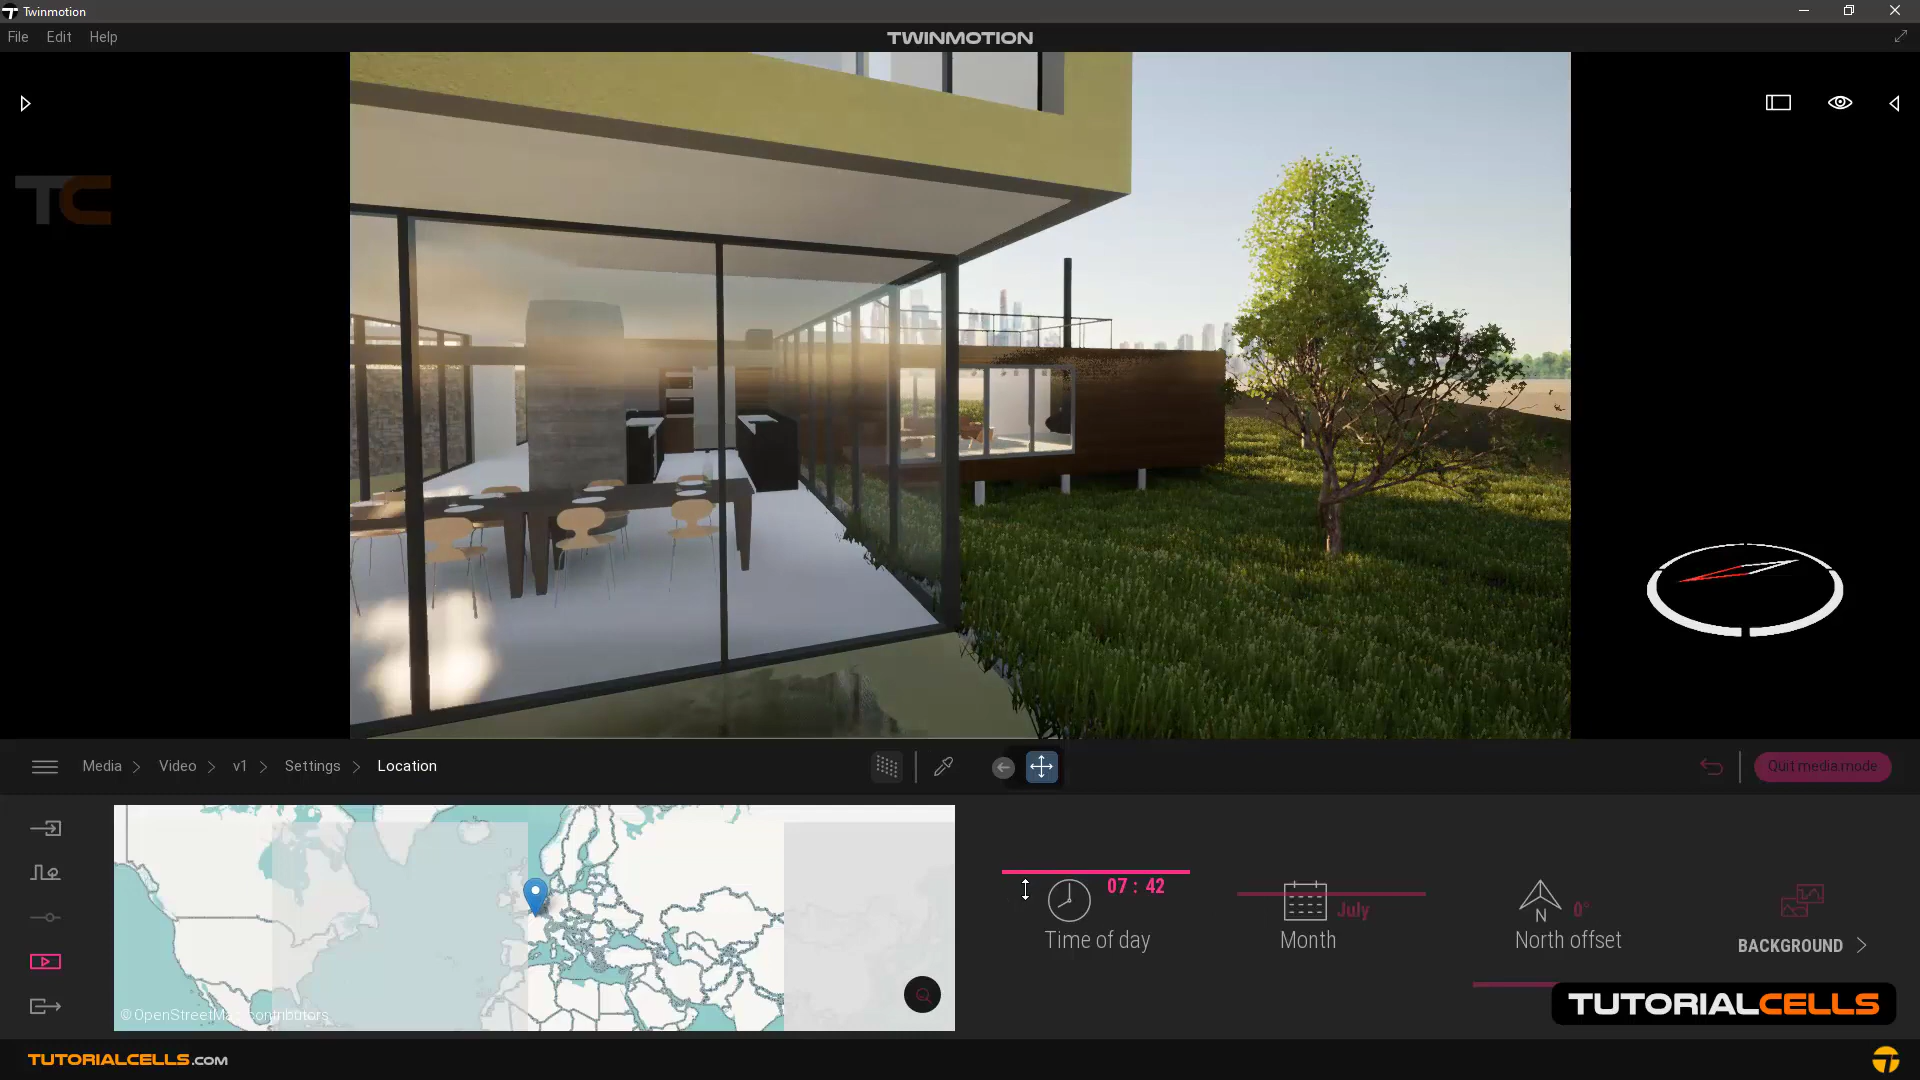 Twinmotion
File Edit Help
TWINMOTION
TC
Media Video v1 Settings Location
Quit media mode
07 : 42
Time of day
July
Month
N
0°
North offset
BACKGROUND
© OpenStreetMap contributors
TUTORIALCELLS
TUTORIALCELLS.COM